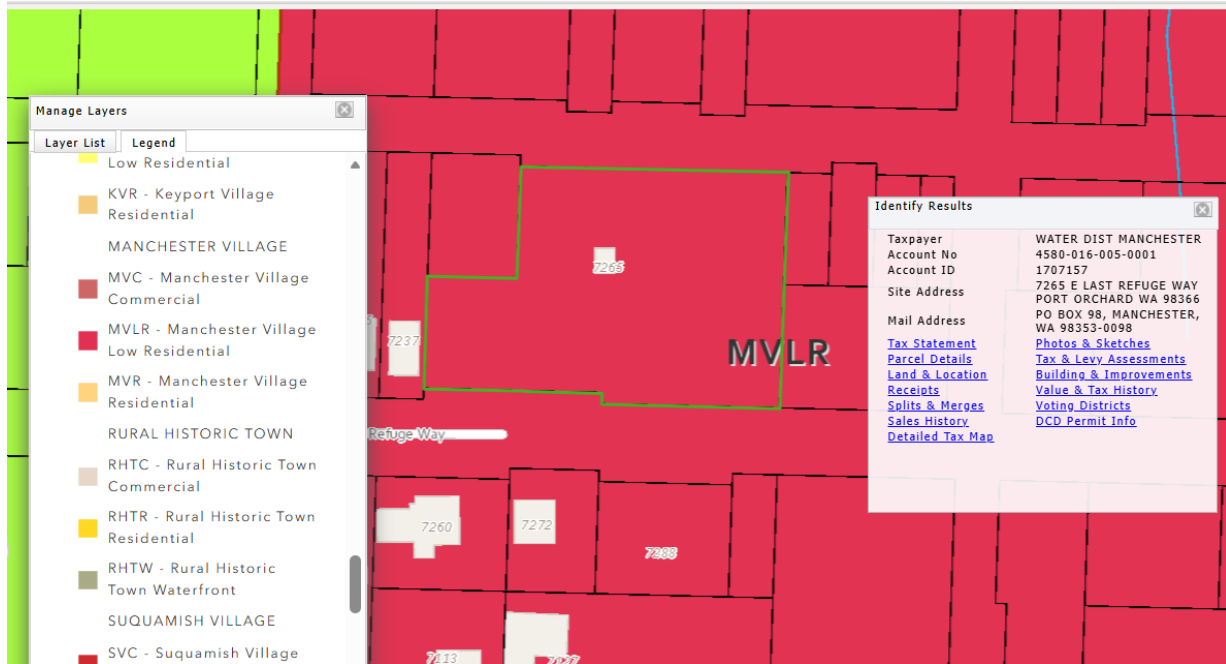 Manage Layers
Layer List Legend
Low Residential
KVR - Keyport Village
Residential
MANCHESTER VILLAGE
MVC - Manchester Village
Commercial
MVLR - Manchester Village
Low Residential
MVR - Manchester Village
Residential
RURAL HISTORIC TOWN
RHTC - Rural Historic Town
Commercial
RHTR - Rural Historic Town
Residential
RHTW - Rural Historic
Town Waterfront
SUQUAMISH VILLAGE
SVC - Suquamish Village
7265
7237
MVLR
Refuge Way
7260
7272
7288
7113
Identify Results
Taxpayer WATER DIST MANCHESTER
Account No 4580-016-005-0001
Account ID 1707157
Site Address 7265 E LAST REFUGE WAY
PORT ORCHARD WA 98366
Mail Address PO BOX 98, MANCHESTER,
WA 98353-0098
Tax Statement Photos & Sketches
Parcel Details Tax & Levy Assessments
Land & Location Building & Improvements
Receipts Value & Tax History
Splits & Merges Voting Districts
Sales History DCD Permit Info
Detailed Tax Map